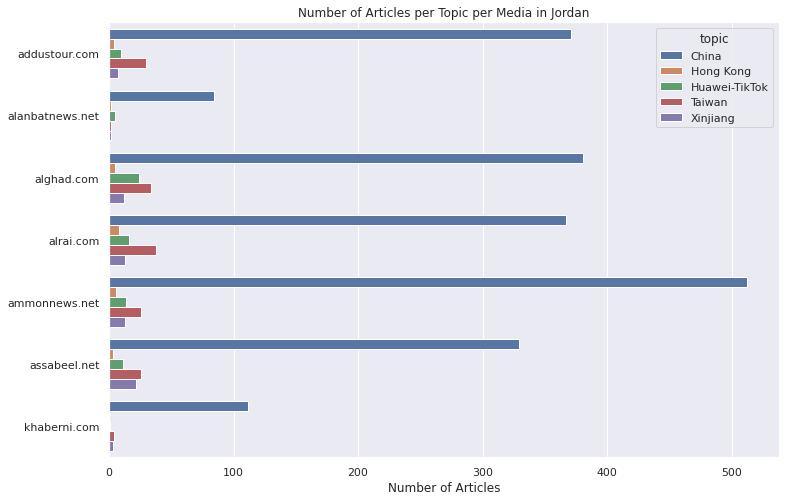 Number of Articles per Topic per Media in Jordan
topic
China
Hong Kong
Huawei-TikTok
Taiwan
Xinjiang
addustour.com
alanbatnews.net
alghad.com
alrai.com
ammonnews.net
assabeel.net
khaberni.com
0 100 200 300 400 500
Number of Articles